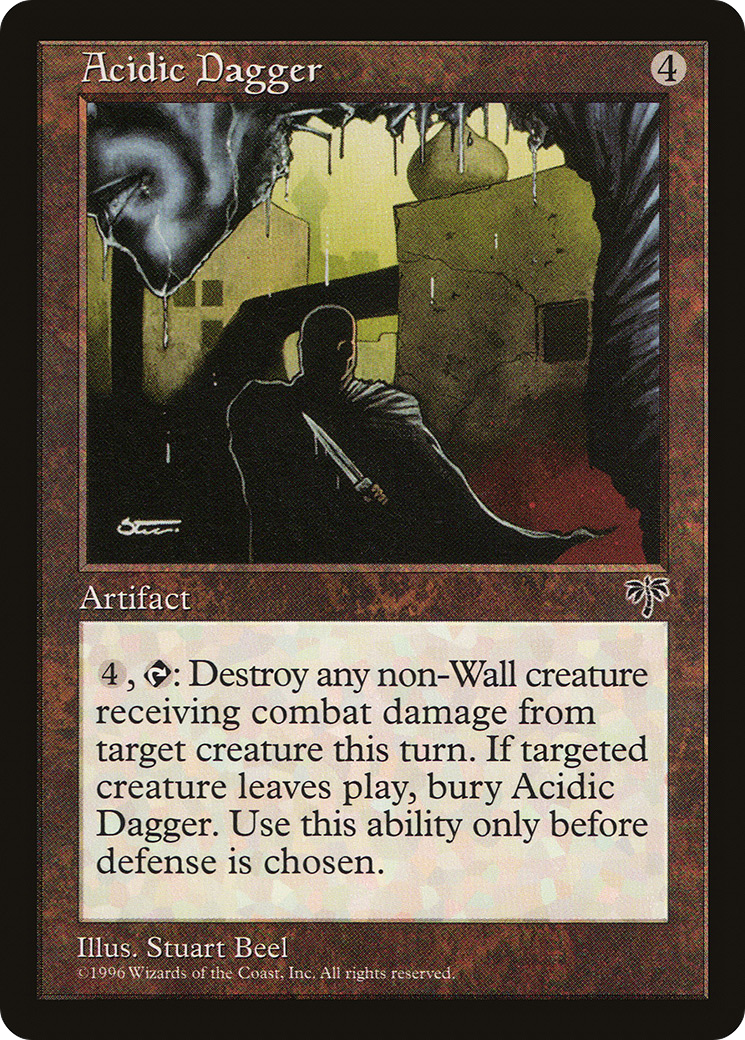 Acidic Dagger
4
Artifact
4, : Destroy any non-Wall creature
receiving combat damage from
target creature this turn. If targeted
creature leaves play, bury Acidic
Dagger. Use this ability only before
defense is chosen.
Illus. Stuart Beel
©1996 Wizards of the Coast, Inc. All rights reserved.